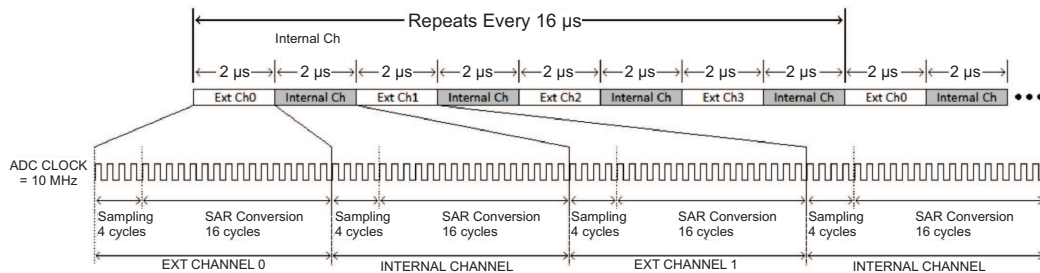 Repeats Every 16 µs
Internal Ch
2 µs 2 µs 2 µs 2 µs 2 µs 2 µs 2 µs 2 µs 2 µs 2 µs
Ext Ch0 Internal Ch Ext Ch1 Internal Ch Ext Ch2 Internal Ch Ext Ch3 Internal Ch Ext Ch0 Internal Ch
ADC CLOCK
= 10 MHz
Sampling SAR Conversion Sampling SAR Conversion Sampling SAR Conversion Sampling SAR Conversion
4 cycles 16 cycles 4 cycles 16 cycles 4 cycles 16 cycles 4 cycles 16 cycles
EXT CHANNEL 0 INTERNAL CHANNEL EXT CHANNEL 1 INTERNAL CHANNEL